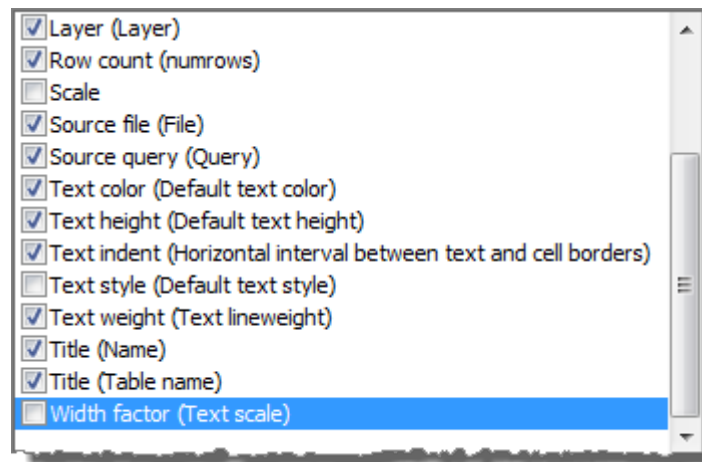 Layer (Layer)
Row count (numrows)
Scale
Source file (File)
Source query (Query)
Text color (Default text color)
Text height (Default text height)
Text indent (Horizontal interval between text and cell borders)
Text style (Default text style)
Text weight (Text lineweight)
Title (Name)
Title (Table name)
Width factor (Text scale)